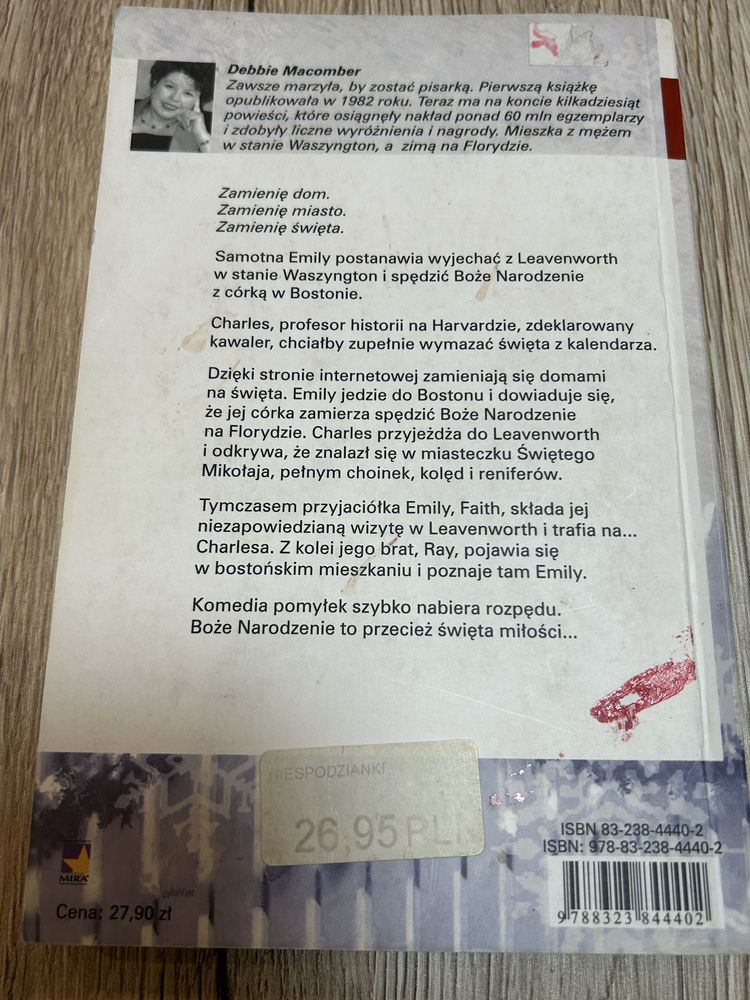 Debbie Macomber
Zawsze marzyła, by zostać pisarką. Pierwszą książkę
opublikowała w 1982 roku. Teraz ma na koncie kilkadziesiąt
powieści, które osiągnęły nakład ponad 60 mln egzemplarzy
i zdobyły liczne wyróżnienia i nagrody. Mieszka z mężem
w stanie Waszyngton, a zimą na Florydzie.
Zamienię dom.
Zamienię miasto.
Zamienię święta.
Samotna Emily postanawia wyjechać z Leavenworth
w stanie Waszyngton i spędzić Boże Narodzenie
z córką w Bostonie.
Charles, profesor historii na Harvardzie, zdeklarowany
kawaler, chciałby zupełnie wymazać święta z kalendarza.
Dzięki stronie internetowej zamieniają się domami
na święta. Emily jedzie do Bostonu i dowiaduje się,
że jej córka zamierza spędzić Boże Narodzenie
na Florydzie. Charles przyjeżdża do Leavenworth
i odkrywa, że znalazł się w miasteczku Świętego
Mikołaja, pełnym choinek, kolęd i reniferów.
Tymczasem przyjaciółka Emily, Faith, składa jej
niezapowiedzianą wizytę w Leavenworth i trafia na...
Charlesa. Z kolei jego brat, Ray, pojawia się
w bostońskim mieszkaniu i poznaje tam Emily.
Komedia pomyłek szybko nabiera rozpędu.
Boże Narodzenie to przecież święta miłości...
NIESPODZIANKI
26,95 PLN
ISBN 83-238-4440-2
ISBN: 978-83-238-4440-2
MIRA
Cena: 27,90 zł
9 788323 844402